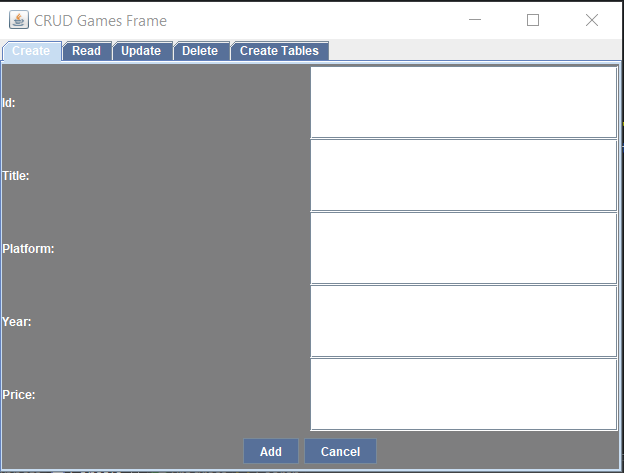 CRUD Games Frame
Create Read Update Delete Create Tables
Id:
Title:
Platform:
Year:
Price:
Add Cancel